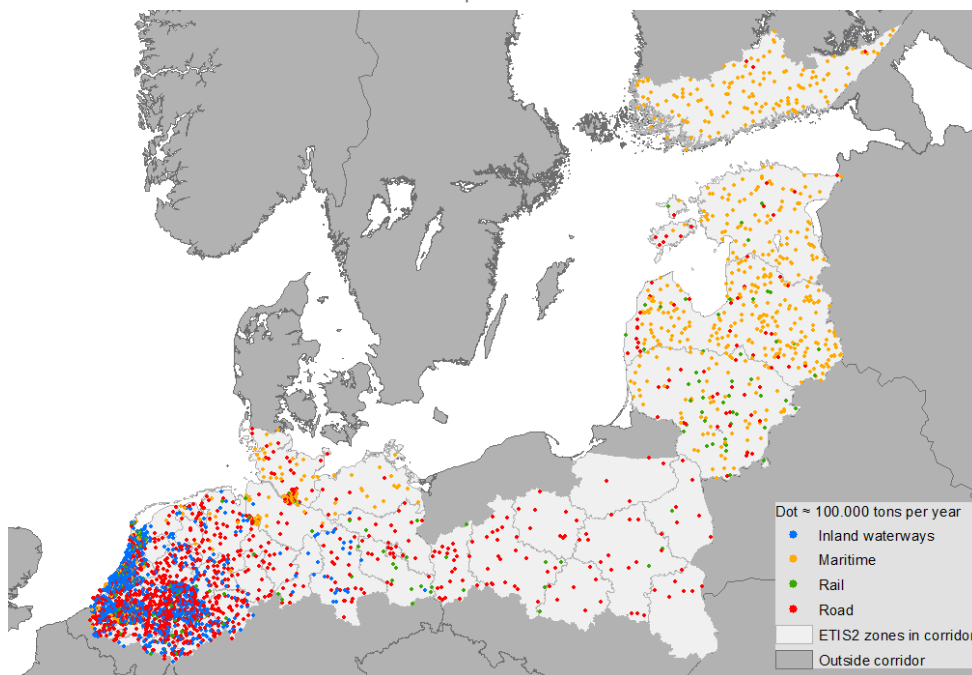 Dot ≈ 100.000 tons per year
Inland waterways
Maritime
Rail
Road
ETIS2 zones in corridor
Outside corridor